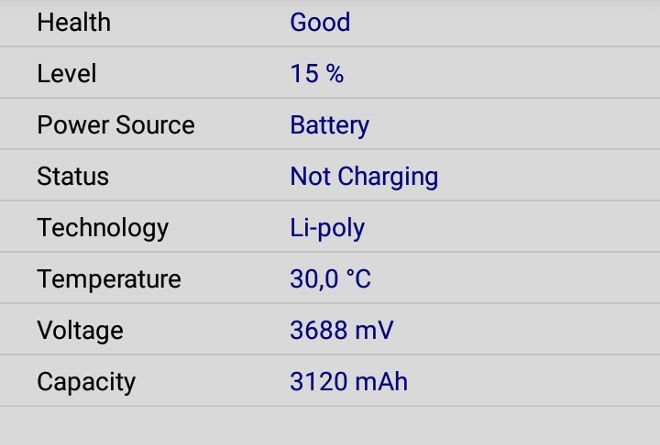 Health Good
Level 15 %
Power Source Battery
Status Not Charging
Technology Li-poly
Temperature 30,0 °C
Voltage 3688 mV
Capacity 3120 mAh